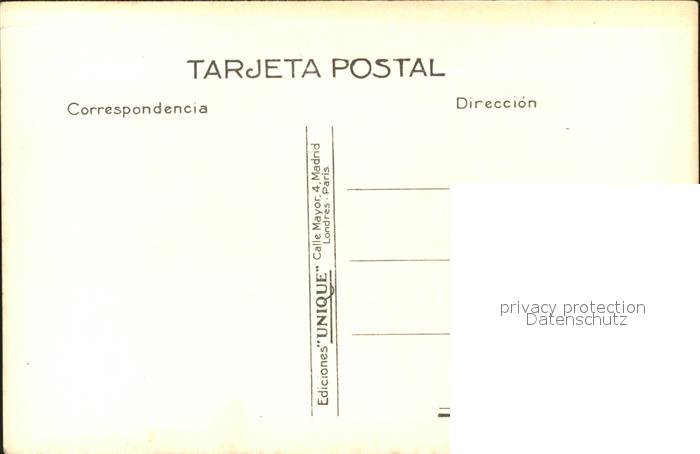 TARJETA POSTAL
Correspondencia
Dirección
Ediciones "UNIQUE" Calle Mayor, 4, Madrid
Londres · Paris
privacy protection
Datenschutz